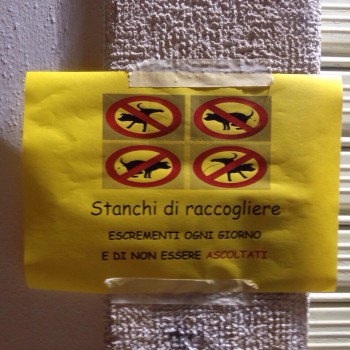 Stanchi di raccogliere
ESCREMENTI OGNI GIORNO
E DI NON ESSERE ASCOLTATI